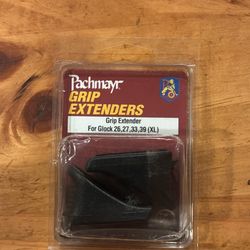 Pachmayr
GRIP
EXTENDERS
Grip Extender
For Glock 26,27,33,39 (XL)